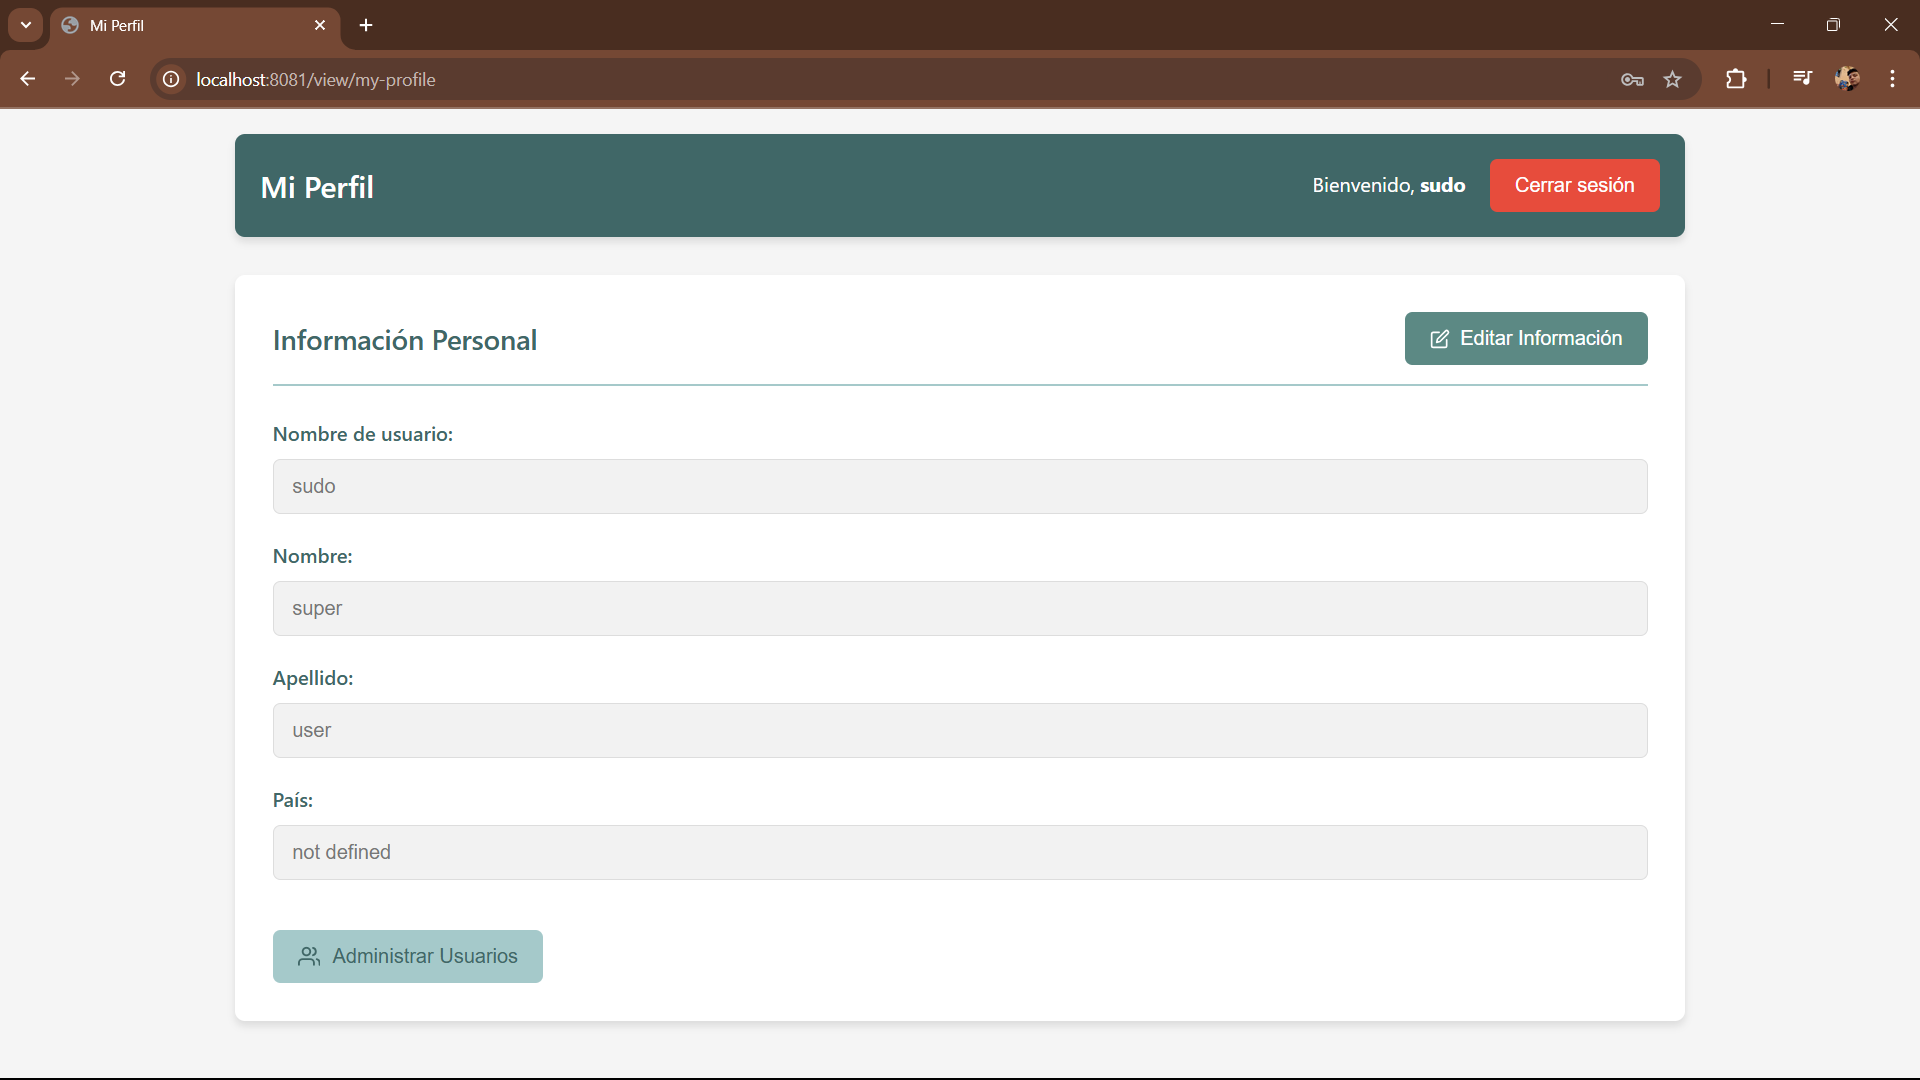 Mi Perfil
localhost:8081/view/my-profile
Mi Perfil
Bienvenido, sudo
Cerrar sesión
Información Personal
Editar Información
Nombre de usuario:
sudo
Nombre:
super
Apellido:
user
País:
not defined
Administrar Usuarios